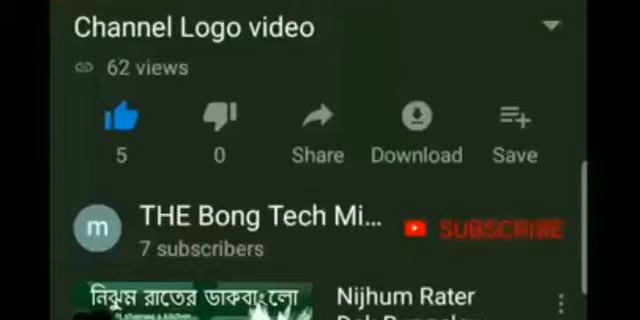 Channel Logo video
62 views
5 0 Share Download Save
m THE Bong Tech Mi... SUBSCRIBE
7 subscribers
নিঝুম রাতের ডাকবাংলো Nijhum Rater